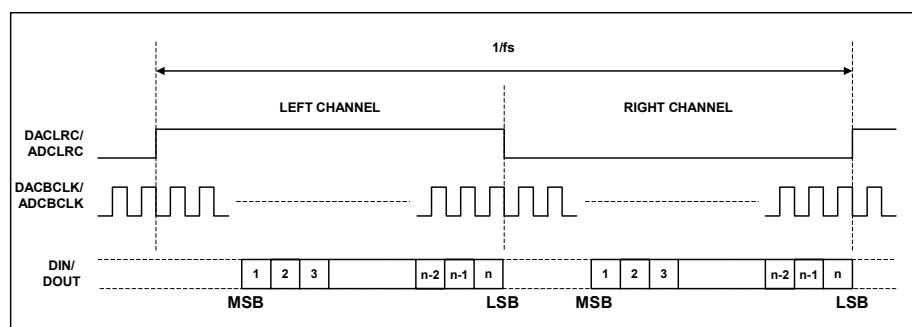 1/fs
LEFT CHANNEL
RIGHT CHANNEL
DACLRC/
ADCLRC
DACBCLK/
ADCBCLK
DIN/
DOUT
1 2 3 n-2 n-1 n 1 2 3 n-2 n-1 n
MSB LSB MSB LSB